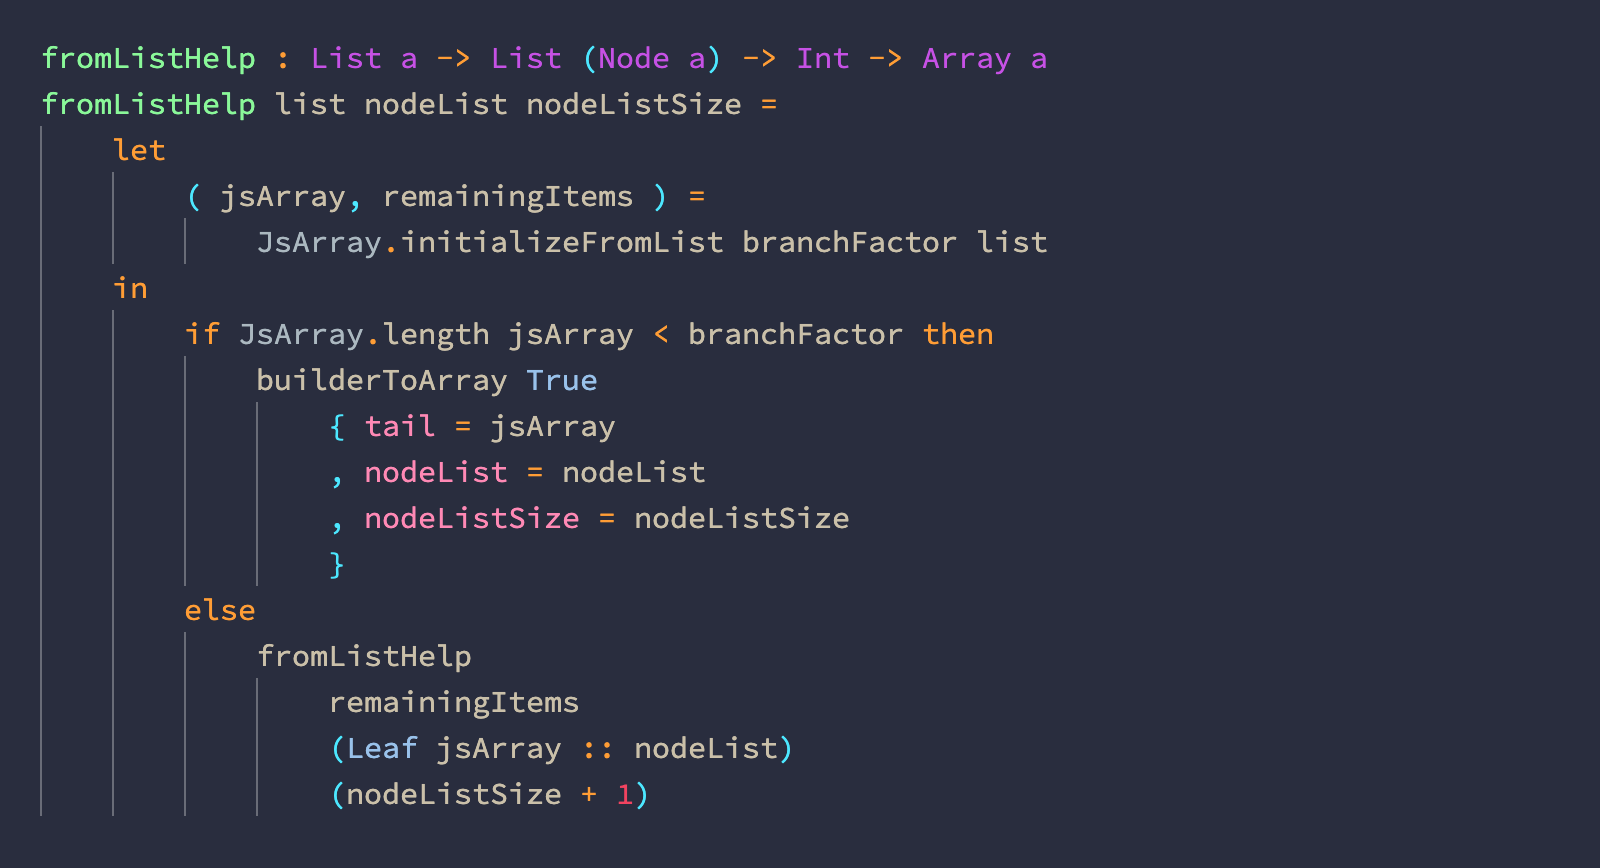 fromListHelp : List a -> List (Node a) -> Int -> Array a
fromListHelp list nodeList nodeListSize =
    let
        ( jsArray, remainingItems ) =
            JsArray.initializeFromList branchFactor list
    in
        if JsArray.length jsArray < branchFactor then
            builderToArray True
                { tail = jsArray
                , nodeList = nodeList
                , nodeListSize = nodeListSize
                }
        else
            fromListHelp
                remainingItems
                (Leaf jsArray :: nodeList)
                (nodeListSize + 1)